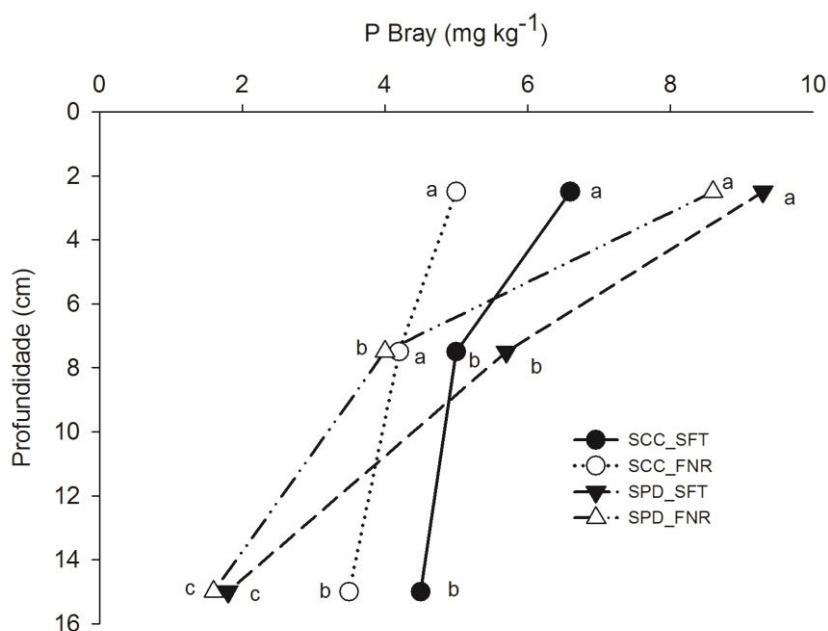 P Bray (mg kg-1)
0 2 4 6 8 10
0
2
4
6
8
10
12
14
16
Profundidade (cm)
a a a a
b a b b
c c b b
SCC_SFT
SCC_FNR
SPD_SFT
SPD_FNR